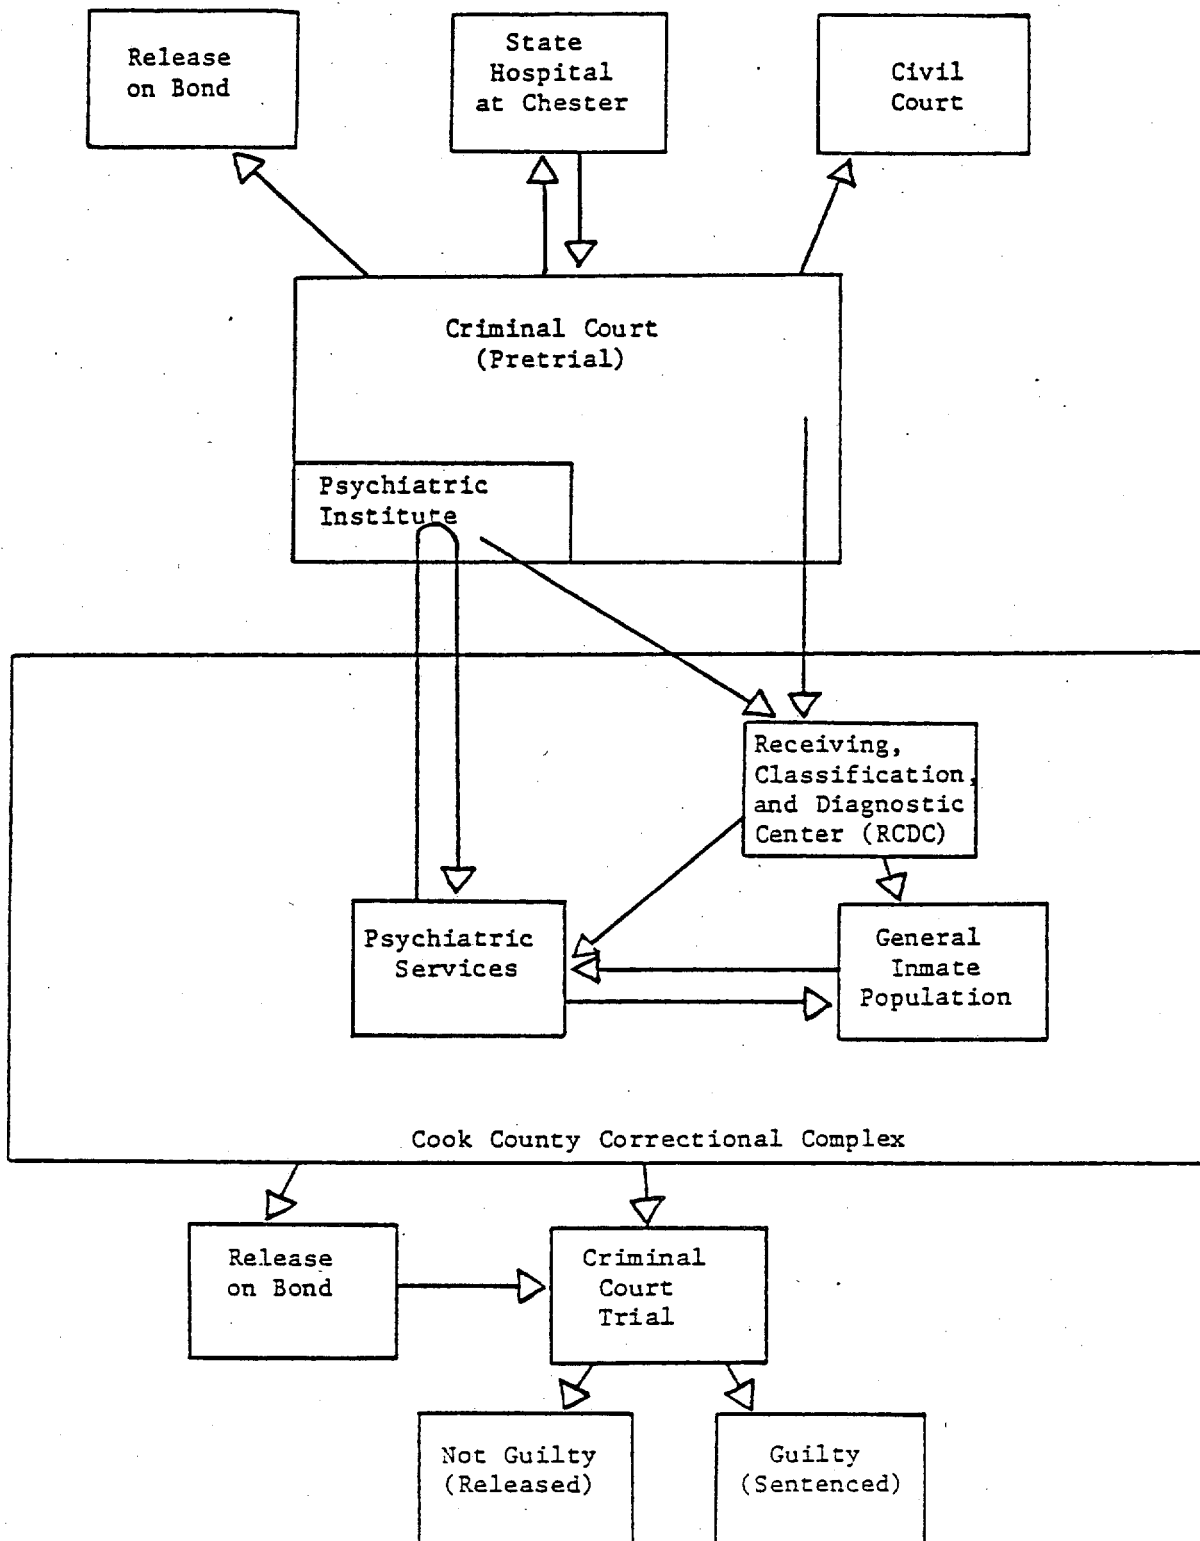 Release
on Bond
State
Hospital
at Chester
Civil
Court
Criminal Court
(Pretrial)
Psychiatric
Institute
Receiving,
Classification,
and Diagnostic
Center (RCDC)
Psychiatric
Services
General
Inmate
Population
Cook County Correctional Complex
Release
on Bond
Criminal
Court
Trial
Not Guilty
(Released)
Guilty
(Sentenced)